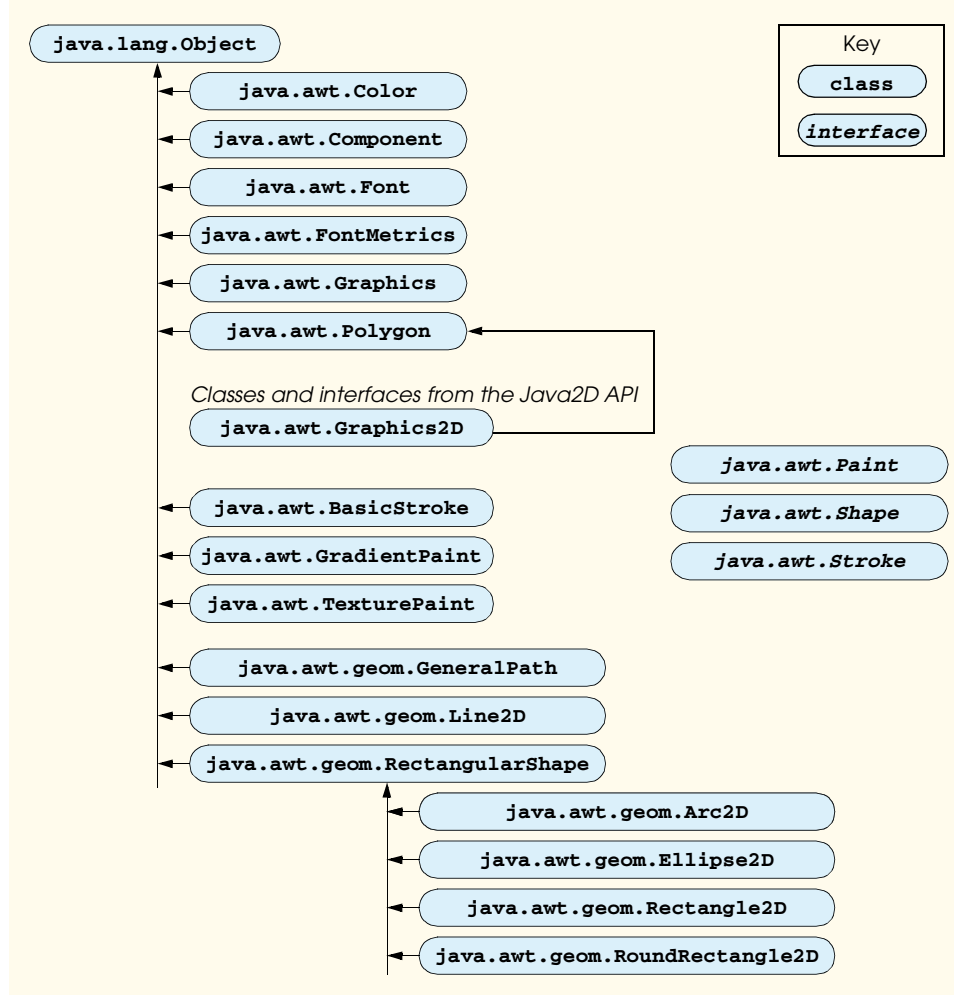 java.lang.Object
Key
class
interface
java.awt.Color
java.awt.Component
java.awt.Font
java.awt.FontMetrics
java.awt.Graphics
java.awt.Polygon
Classes and interfaces from the Java2D API
java.awt.Graphics2D
java.awt.Paint
java.awt.Shape
java.awt.Stroke
java.awt.BasicStroke
java.awt.GradientPaint
java.awt.TexturePaint
java.awt.geom.GeneralPath
java.awt.geom.Line2D
java.awt.geom.RectangularShape
java.awt.geom.Arc2D
java.awt.geom.Ellipse2D
java.awt.geom.Rectangle2D
java.awt.geom.RoundRectangle2D